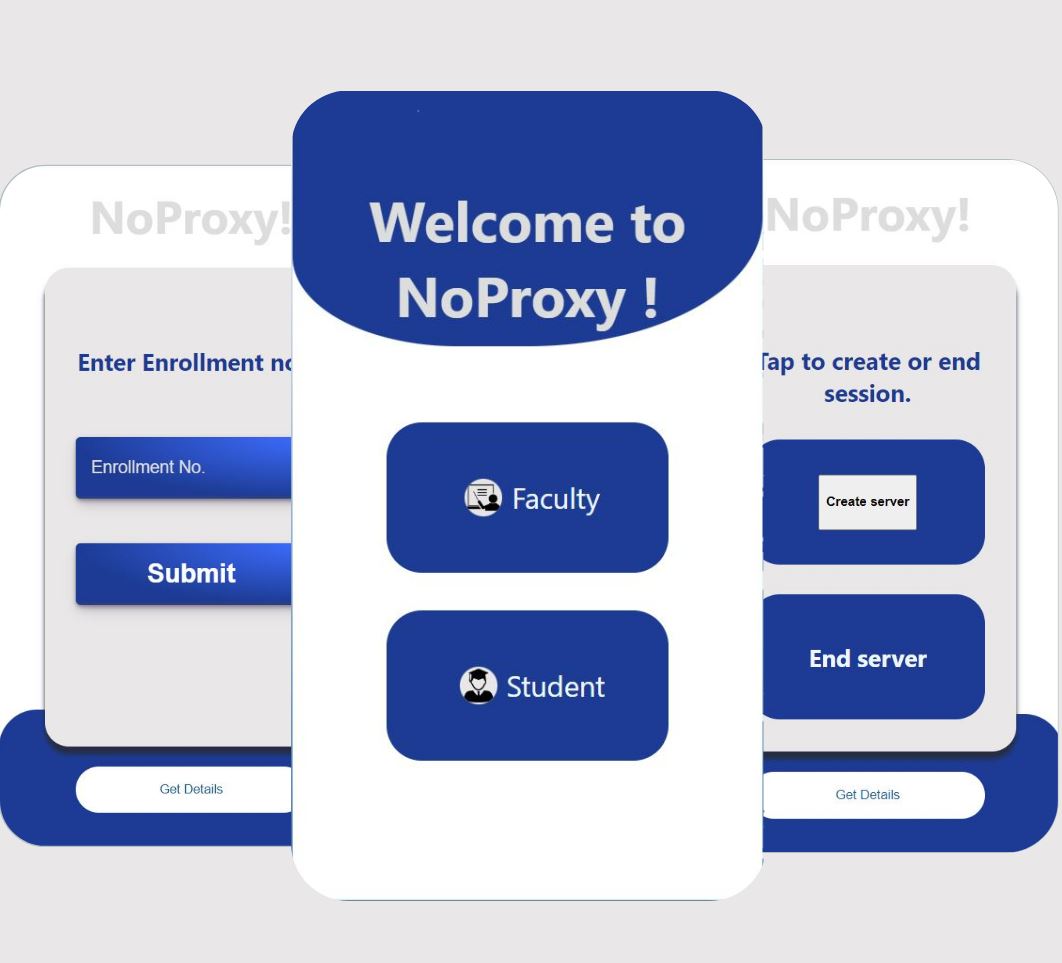 NoProxy!
Enter Enrollment no
Enrollment No.
Submit
Get Details
Welcome to
NoProxy !
Faculty
Student
NoProxy!
Tap to create or end
session.
Create server
End server
Get Details